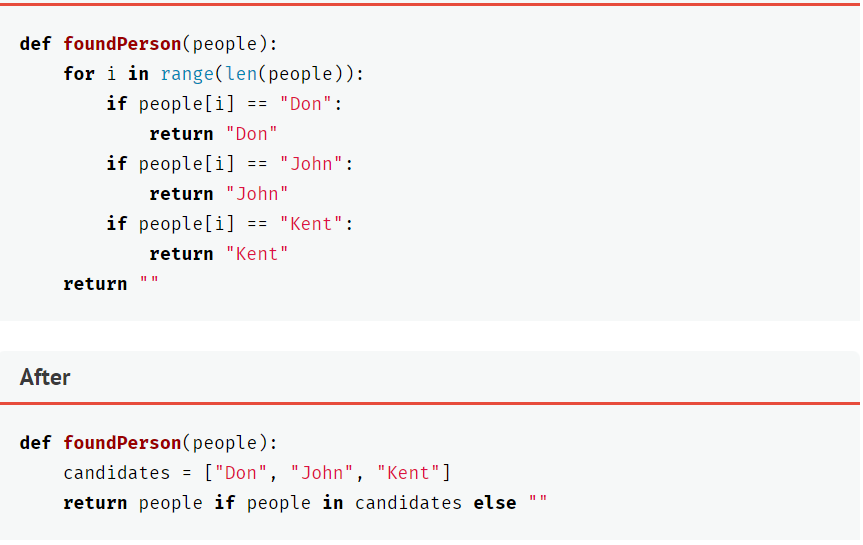 def foundPerson(people):
    for i in range(len(people)):
        if people[i] == "Don":
            return "Don"
        if people[i] == "John":
            return "John"
        if people[i] == "Kent":
            return "Kent"
    return ""
After
def foundPerson(people):
    candidates = ["Don", "John", "Kent"]
    return people if people in candidates else ""